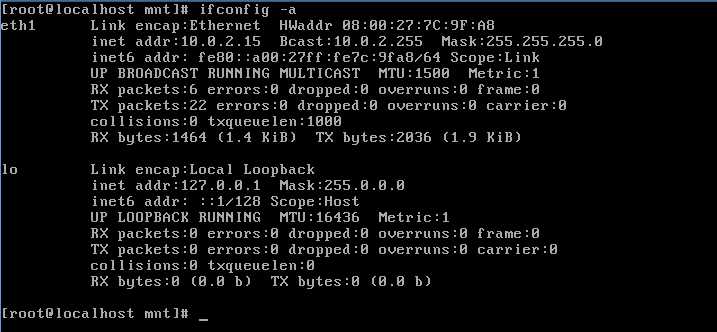 [root@localhost mnt]# ifconfig -a
eth1      Link encap:Ethernet  HWaddr 08:00:27:7C:9F:A8
          inet addr:10.0.2.15  Bcast:10.0.2.255  Mask:255.255.255.0
          inet6 addr: fe80::a00:27ff:fe7c:9fa8/64 Scope:Link
          UP BROADCAST RUNNING MULTICAST  MTU:1500  Metric:1
          RX packets:6 errors:0 dropped:0 overruns:0 frame:0
          TX packets:22 errors:0 dropped:0 overruns:0 carrier:0
          collisions:0 txqueuelen:1000
          RX bytes:1464 (1.4 KiB)  TX bytes:2036 (1.9 KiB)

lo        Link encap:Local Loopback
          inet addr:127.0.0.1  Mask:255.0.0.0
          inet6 addr: ::1/128 Scope:Host
          UP LOOPBACK RUNNING  MTU:16436  Metric:1
          RX packets:0 errors:0 dropped:0 overruns:0 frame:0
          TX packets:0 errors:0 dropped:0 overruns:0 carrier:0
          collisions:0 txqueuelen:0
          RX bytes:0 (0.0 b)  TX bytes:0 (0.0 b)

[root@localhost mnt]# _